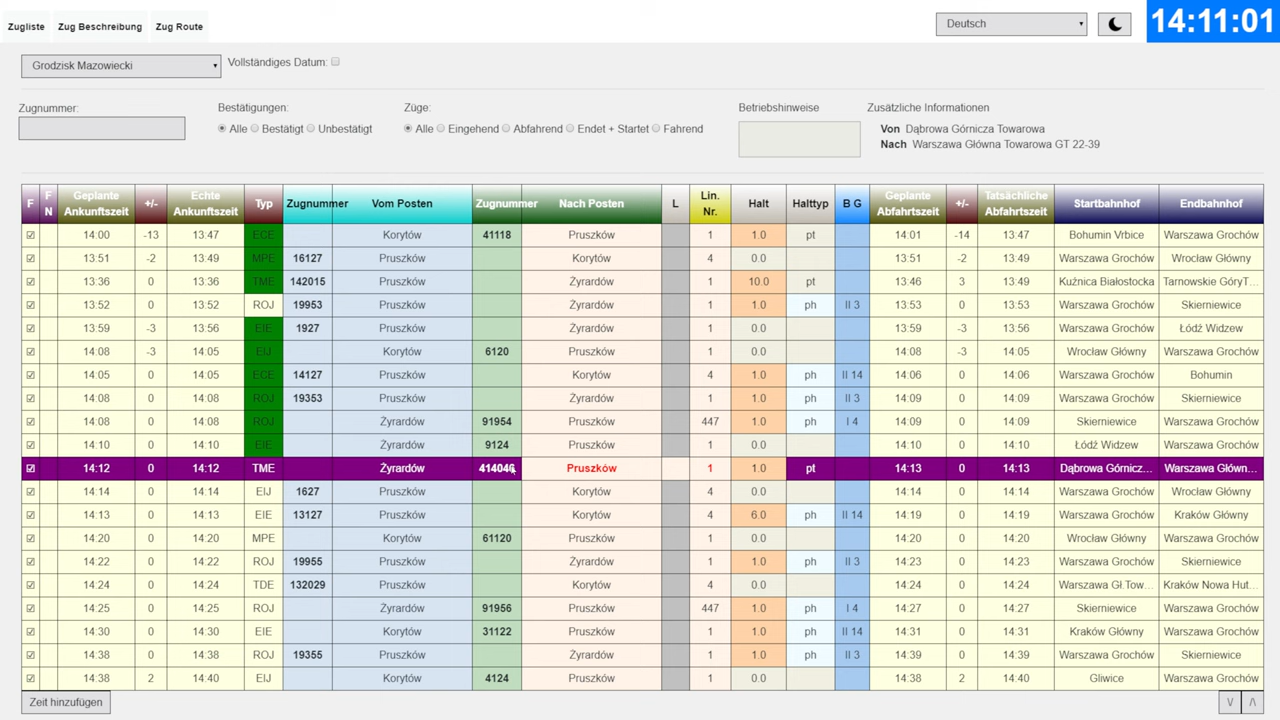 Zugliste Zug Beschreibung Zug Route Deutsch 14:11:01
Grodzisk Mazowiecki Vollständiges Datum:
Zugnummer: Bestätigungen: Züge: Betriebshinweise Zusätzliche Informationen
Alle Bestätigt Unbestätigt Alle Eingehend Abfahrend Endet + Startet Fahrend Von Dąbrowa Górnicza Towarowa
Nach Warszawa Główna Towarowa GT 22-39
F F N Geplante Ankunftszeit +/- Echte Ankunftszeit Typ Zugnummer Vom Posten Zugnummer Nach Posten L Lin. Nr. Halt Halttyp B G Geplante Abfahrtszeit +/- Tatsächliche Abfahrtszeit Startbahnhof Endbahnhof
14:00 -13 13:47 ECE Korytów 41118 Pruszków 1 1.0 pt 14:01 -14 13:47 Bohumin Vrbice Warszawa Grochów
13:51 -2 13:49 MPE 16127 Pruszków Korytów 4 0.0 13:51 -2 13:49 Warszawa Grochów Wrocław Główny
13:36 0 13:36 TME 142015 Pruszków Żyrardów 1 10.0 pt 13:46 3 13:49 Kuźnica Białostocka Tarnowskie GóryT...
13:52 0 13:52 ROJ 19953 Pruszków Żyrardów 1 1.0 ph II 3 13:53 0 13:53 Warszawa Grochów Skierniewice
13:59 -3 13:56 EIE 1927 Pruszków Żyrardów 1 0.0 13:59 -3 13:56 Warszawa Grochów Łódź Widzew
14:08 -3 14:05 EIJ Korytów 6120 Pruszków 1 0.0 14:08 -3 14:05 Wrocław Główny Warszawa Grochów
14:05 0 14:05 ECE 14127 Pruszków Korytów 4 1.0 ph II 14 14:06 0 14:06 Warszawa Grochów Bohumin
14:08 0 14:08 ROJ 19353 Pruszków Żyrardów 1 1.0 ph II 3 14:09 0 14:09 Warszawa Grochów Skierniewice
14:08 0 14:08 ROJ Żyrardów 91954 Pruszków 447 1.0 ph I 4 14:09 0 14:09 Skierniewice Warszawa Grochów
14:10 0 14:10 EIE Żyrardów 9124 Pruszków 1 0.0 14:10 0 14:10 Łódź Widzew Warszawa Grochów
14:12 0 14:12 TME Żyrardów 414046 Pruszków 1 1.0 pt 14:13 0 14:13 Dąbrowa Górnicz... Warszawa Główn...
14:14 0 14:14 EIJ 1627 Pruszków Korytów 4 0.0 14:14 0 14:14 Warszawa Grochów Wrocław Główny
14:13 0 14:13 EIE 13127 Pruszków Korytów 4 6.0 ph II 14 14:19 0 14:19 Warszawa Grochów Kraków Główny
14:20 0 14:20 MPE Korytów 61120 Pruszków 1 0.0 14:20 0 14:20 Wrocław Główny Warszawa Grochów
14:22 0 14:22 ROJ 19955 Pruszków Żyrardów 1 1.0 ph II 3 14:23 0 14:23 Warszawa Grochów Skierniewice
14:24 0 14:24 TDE 132029 Pruszków Korytów 4 0.0 14:24 0 14:24 Warszawa Gł.Tow... Kraków Nowa Hut...
14:25 0 14:25 ROJ Żyrardów 91956 Pruszków 447 1.0 ph I 4 14:27 0 14:27 Skierniewice Warszawa Grochów
14:30 0 14:30 EIE Korytów 31122 Pruszków 1 1.0 ph II 14 14:31 0 14:31 Kraków Główny Warszawa Grochów
14:38 0 14:38 ROJ 19355 Pruszków Żyrardów 1 1.0 ph II 3 14:39 0 14:39 Warszawa Grochów Skierniewice
14:38 2 14:40 EIJ Korytów 4124 Pruszków 1 0.0 14:38 2 14:40 Gliwice Warszawa Grochów
Zeit hinzufügen